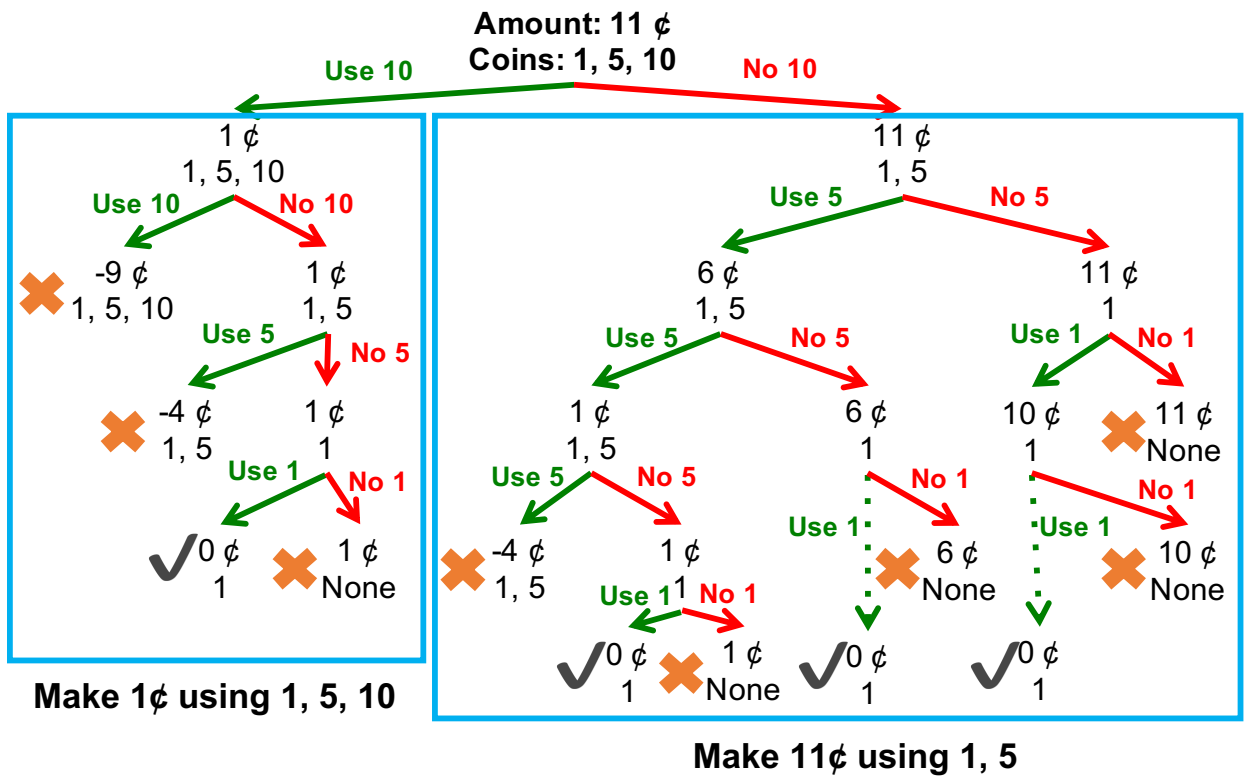 Amount: 11 ¢
Coins: 1, 5, 10
Use 10
No 10
1 ¢
1, 5, 10
Use 10
No 10
-9 ¢
1, 5, 10
1 ¢
1, 5
Use 5
No 5
-4 ¢
1, 5
1 ¢
1
Use 1
No 1
0 ¢
1
1 ¢
None
Make 1¢ using 1, 5, 10
11 ¢
1, 5
Use 5
No 5
6 ¢
1, 5
11 ¢
1
Use 5
No 5
Use 1
No 1
1 ¢
1, 5
6 ¢
1
10 ¢
1
11 ¢
None
Use 5
No 5
Use 1
No 1
Use 1
No 1
-4 ¢
1, 5
1 ¢
1
6 ¢
None
10 ¢
None
Use 1
No 1
0 ¢
1
1 ¢
None
0 ¢
1
0 ¢
1
Make 11¢ using 1, 5